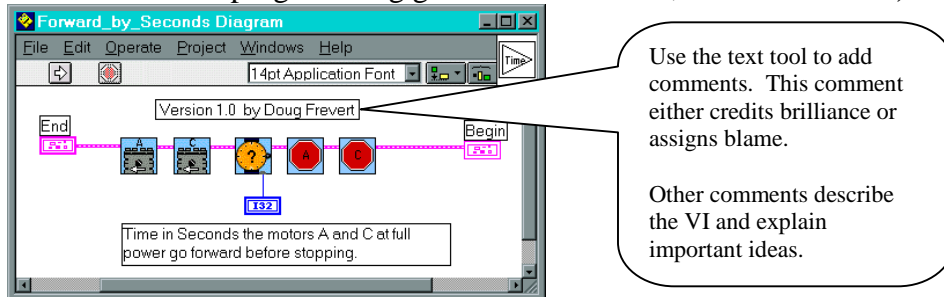 Forward_by_Seconds Diagram
File Edit Operate Project Windows Help
Time
14pt Application Font
Version 1.0 by Doug Frevert
End
Begin
A
C
?
A
C
I32
Time in Seconds the motors A and C at full
power go forward before stopping.
Use the text tool to add
comments. This comment
either credits brilliance or
assigns blame.
Other comments describe
the VI and explain
important ideas.